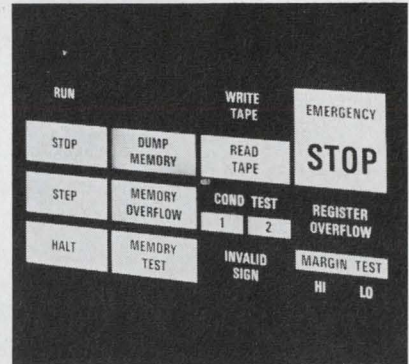 RUN
WRITE
TAPE
EMERGENCY
STOP
STOP
DUMP
MEMORY
READ
TAPE
STEP
MEMORY
OVERFLOW
COND TEST
1 2
REGISTER
OVERFLOW
HALT
MEMORY
TEST
INVALID
SIGN
MARGIN TEST
HI LO